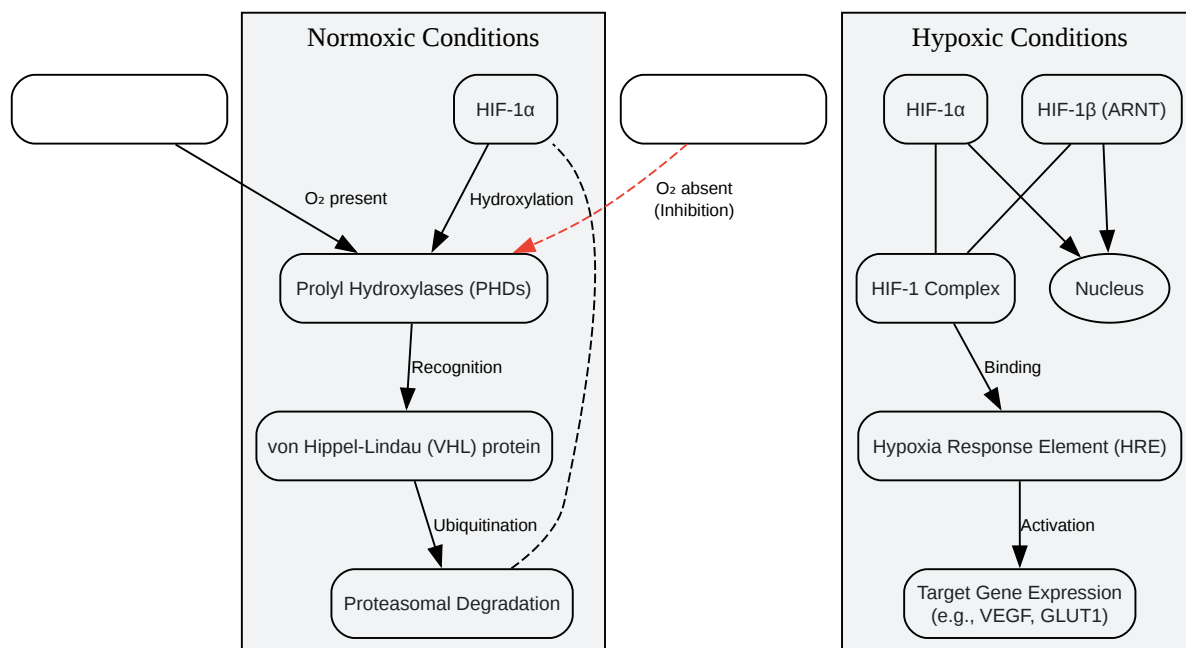 Normoxic Conditions
HIF-1α
O₂ present
Hydroxylation
O₂ absent
(Inhibition)
Prolyl Hydroxylases (PHDs)
Recognition
von Hippel-Lindau (VHL) protein
Ubiquitination
Proteasomal Degradation
Hypoxic Conditions
HIF-1α
HIF-1β (ARNT)
HIF-1 Complex
Nucleus
Binding
Hypoxia Response Element (HRE)
Activation
Target Gene Expression
(e.g., VEGF, GLUT1)